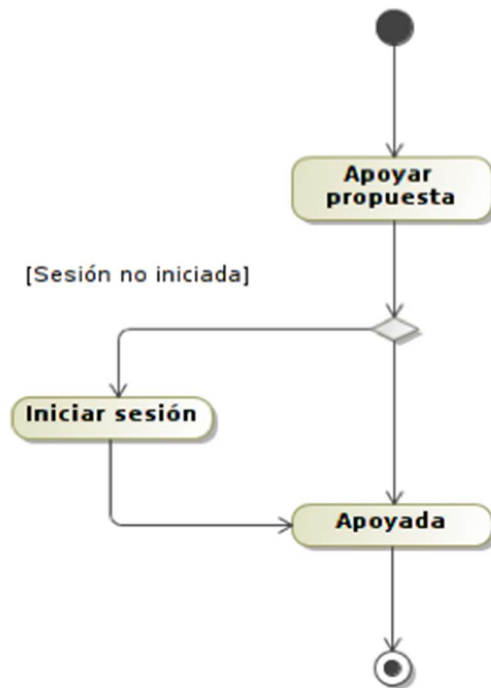 Apoyar
propuesta
[Sesión no iniciada]
Iniciar sesión
Apoyada